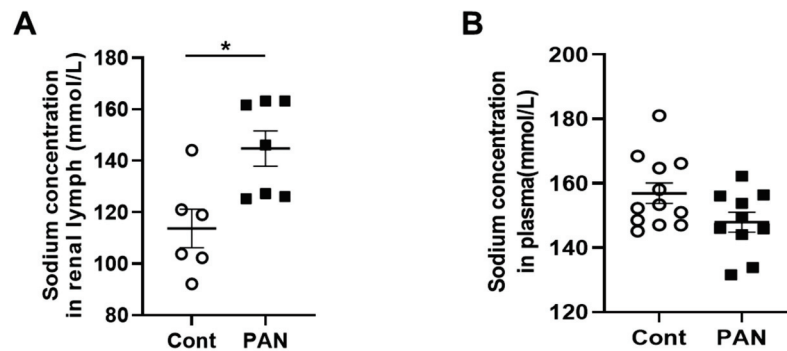 A
Sodium concentration
in renal lymph (mmol/L)
180
160
140
120
100
80
*
Cont
PAN
B
Sodium concentration
in plasma(mmol/L)
200
180
160
140
120
Cont
PAN